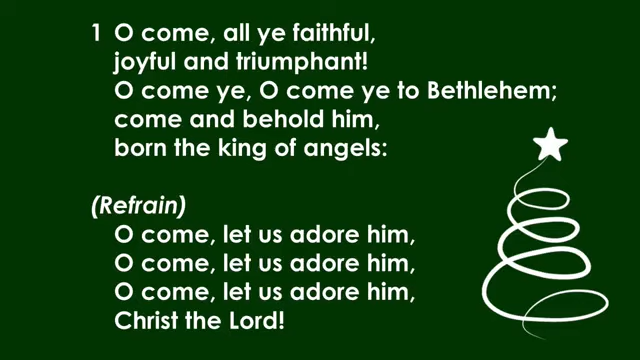 1 O come, all ye faithful,
joyful and triumphant!
O come ye, O come ye to Bethlehem;
come and behold him,
born the king of angels:
(Refrain)
O come, let us adore him,
O come, let us adore him,
O come, let us adore him,
Christ the Lord!